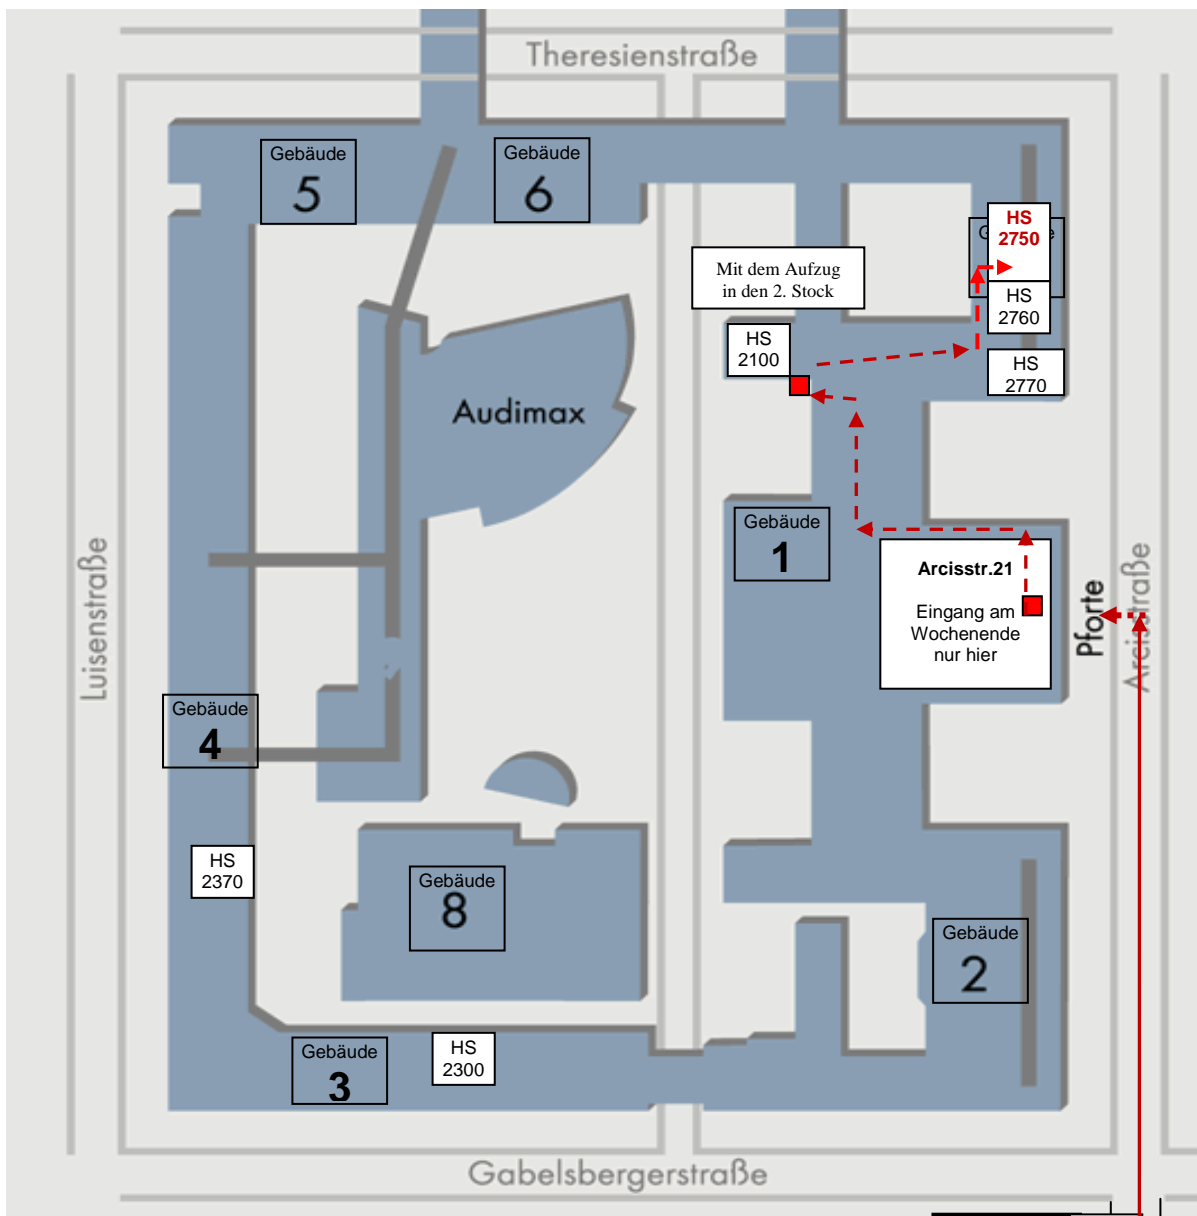 Theresienstraße
Gebäude
5
Gebäude
6
HS
2750
HS
2760
HS
2770
Mit dem Aufzug
in den 2. Stock
HS
2100
Audimax
Gebäude
1
Arcisstr.21
Eingang am
Wochenende
nur hier
Pforte
Arcisstraße
Luisenstraße
Gebäude
4
HS
2370
Gebäude
8
Gebäude
2
HS
2300
Gebäude
3
Gabelsbergerstraße